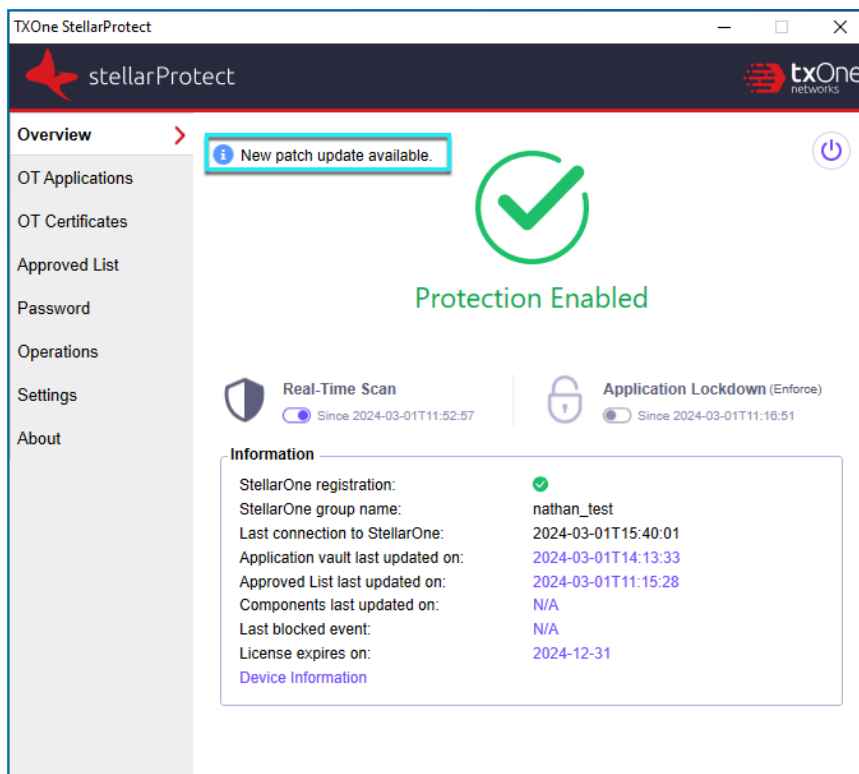 TXOne StellarProtect
stellarProtect
txOne
networks
Overview
OT Applications
OT Certificates
Approved List
Password
Operations
Settings
About
New patch update available.
Protection Enabled
Real-Time Scan
Since 2024-03-01T11:52:57
Application Lockdown (Enforce)
Since 2024-03-01T11:16:51
Information
StellarOne registration:
StellarOne group name: nathan_test
Last connection to StellarOne: 2024-03-01T15:40:01
Application vault last updated on: 2024-03-01T14:13:33
Approved List last updated on: 2024-03-01T11:15:28
Components last updated on: N/A
Last blocked event: N/A
License expires on: 2024-12-31
Device Information